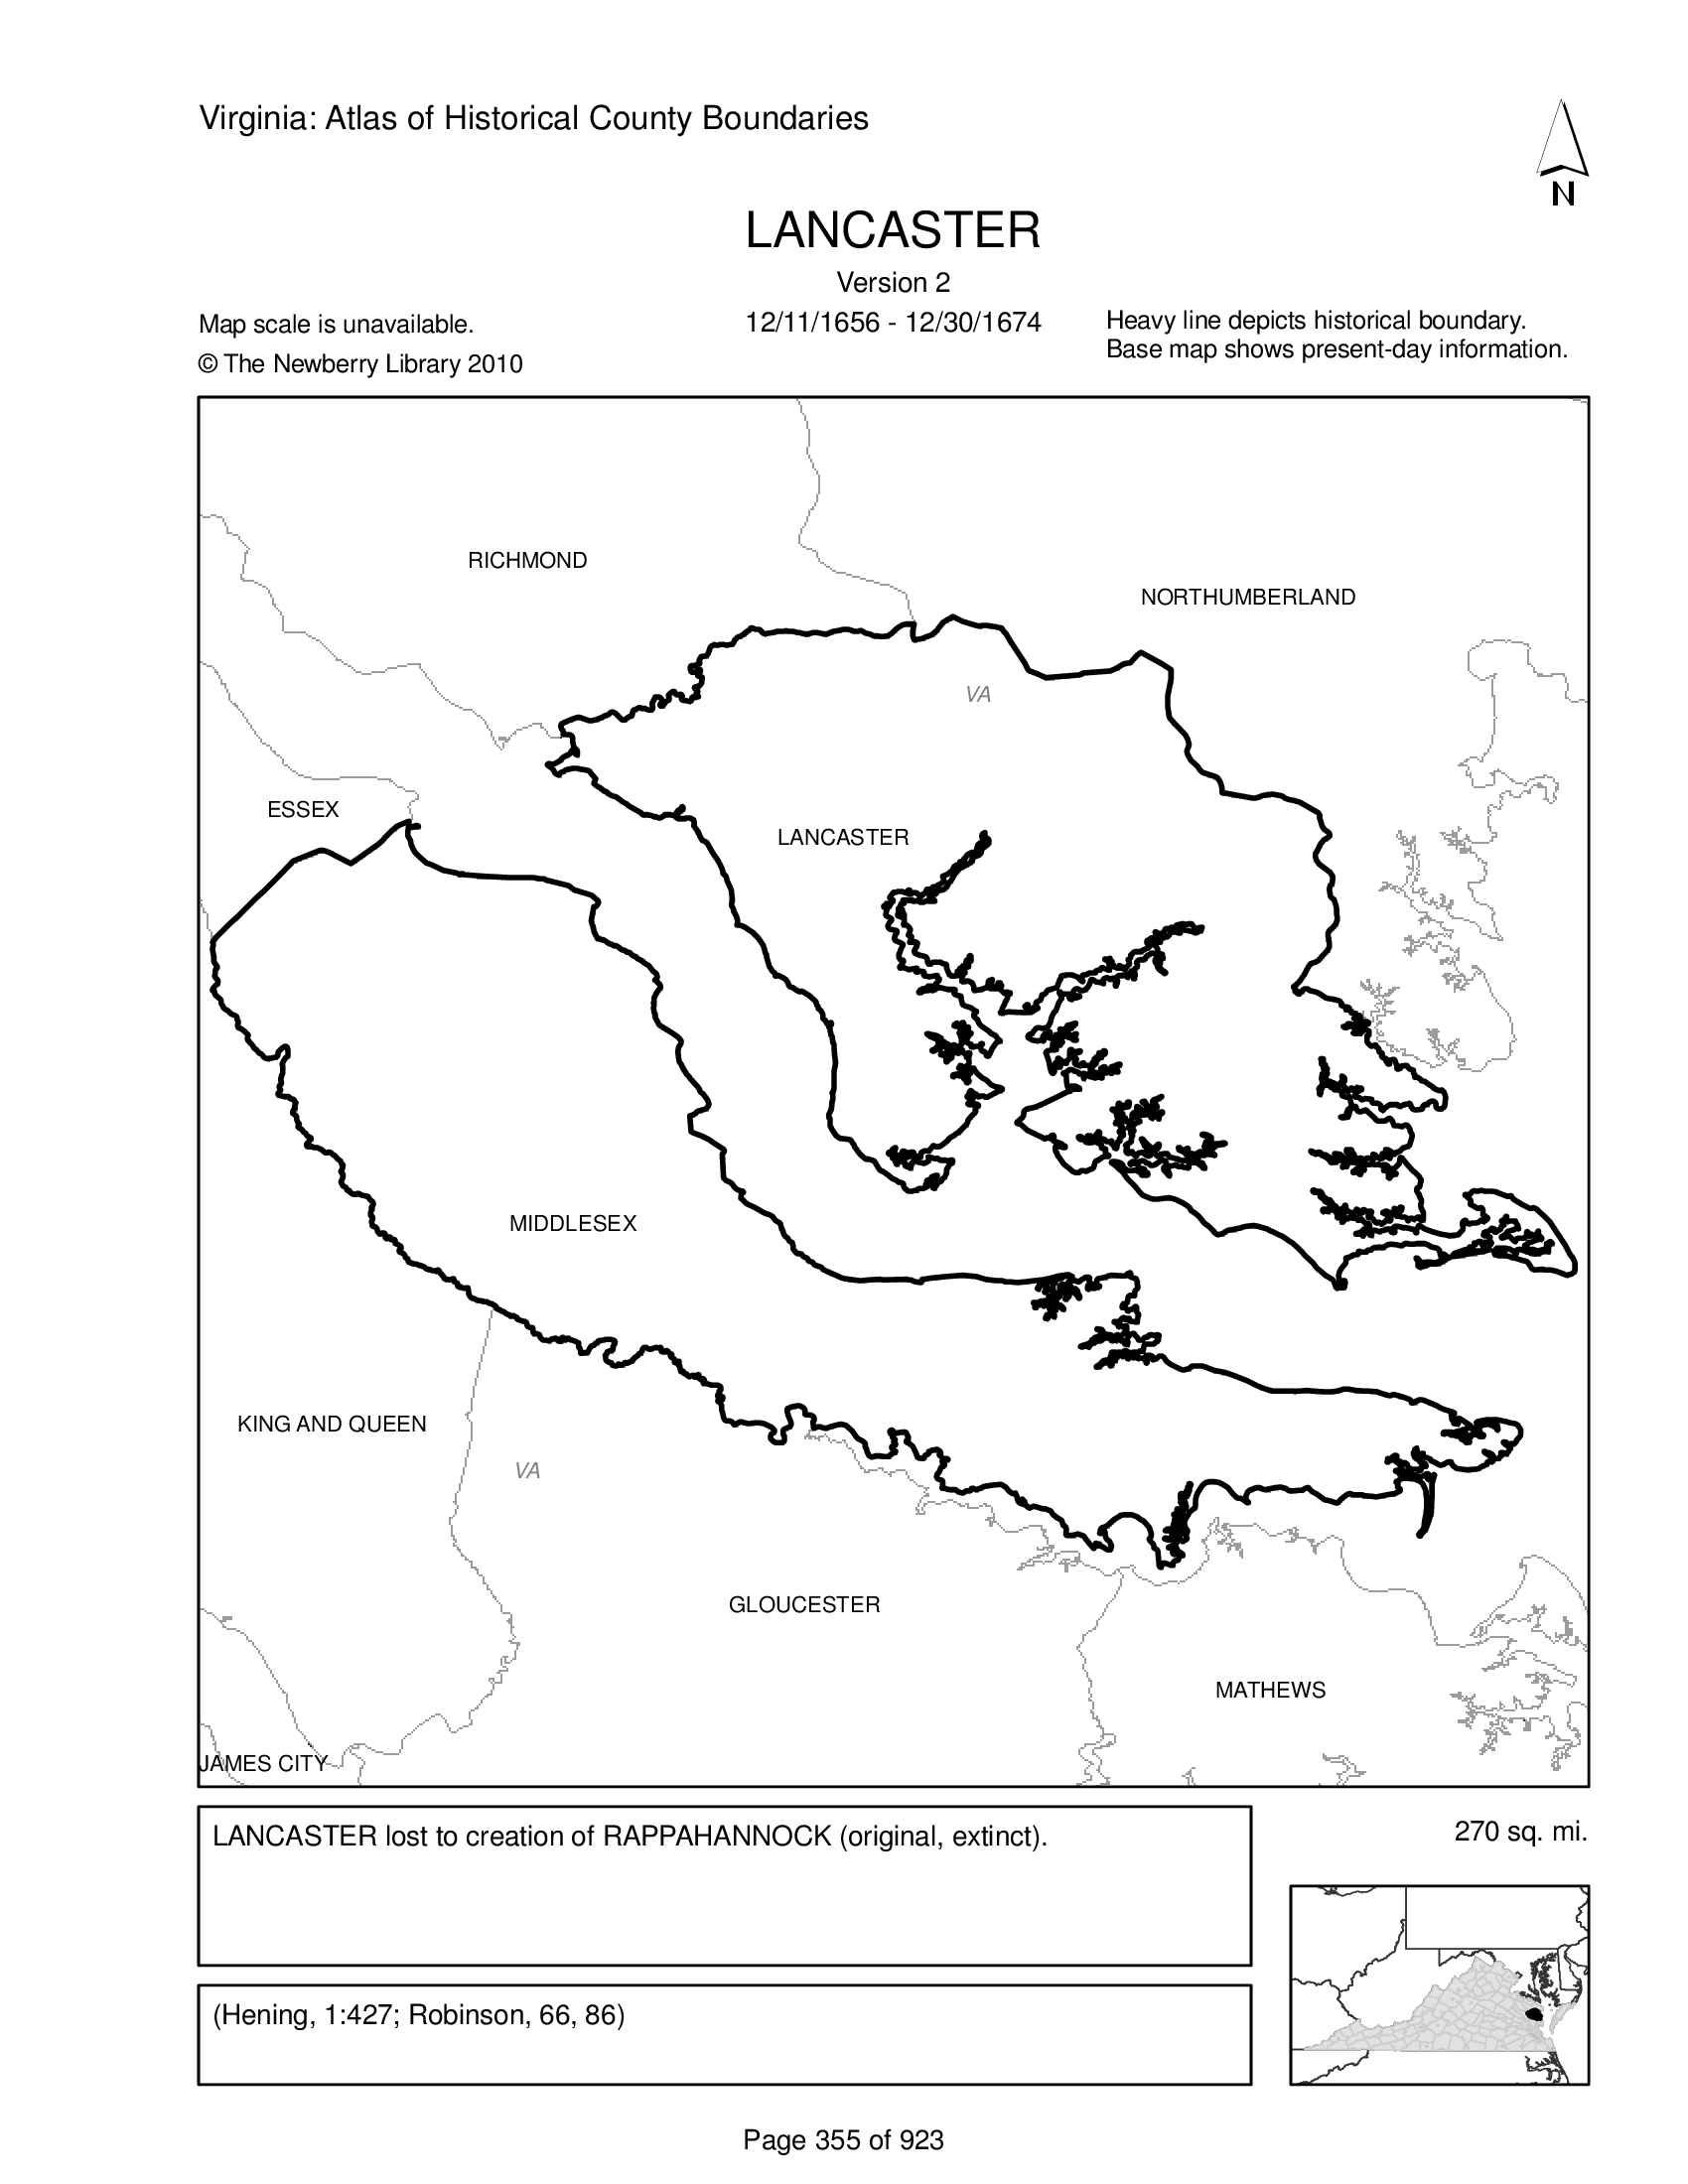 Virginia: Atlas of Historical County Boundaries
N
LANCASTER
Version 2
12/11/1656 - 12/30/1674
Map scale is unavailable.
© The Newberry Library 2010
Heavy line depicts historical boundary.
Base map shows present-day information.
RICHMOND
NORTHUMBERLAND
VA
ESSEX
LANCASTER
MIDDLESEX
KING AND QUEEN
VA
GLOUCESTER
MATHEWS
JAMES CITY
LANCASTER lost to creation of RAPPAHANNOCK (original, extinct).
270 sq. mi.
(Hening, 1:427; Robinson, 66, 86)
Page 355 of 923